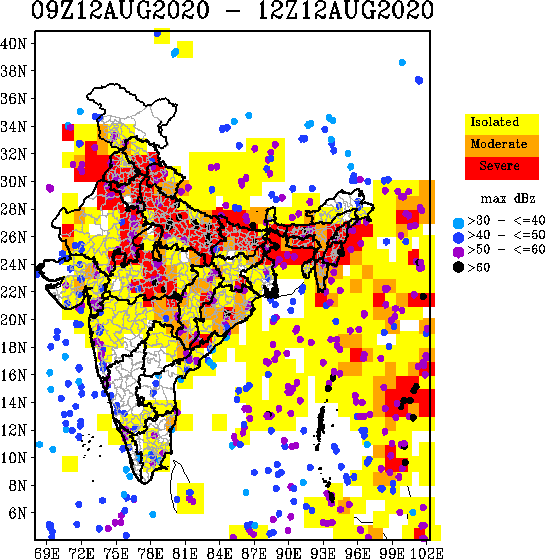 09Z12AUG2020 - 12Z12AUG2020
40N
38N
36N
34N
32N
30N
28N
26N
24N
22N
20N
18N
16N
14N
12N
10N
8N
6N
69E 72E 75E 78E 81E 84E 87E 90E 93E 96E 99E 102E
Isolated
Moderate
Severe
max dBz
>30 - <=40
>40 - <=50
>50 - <=60
>60